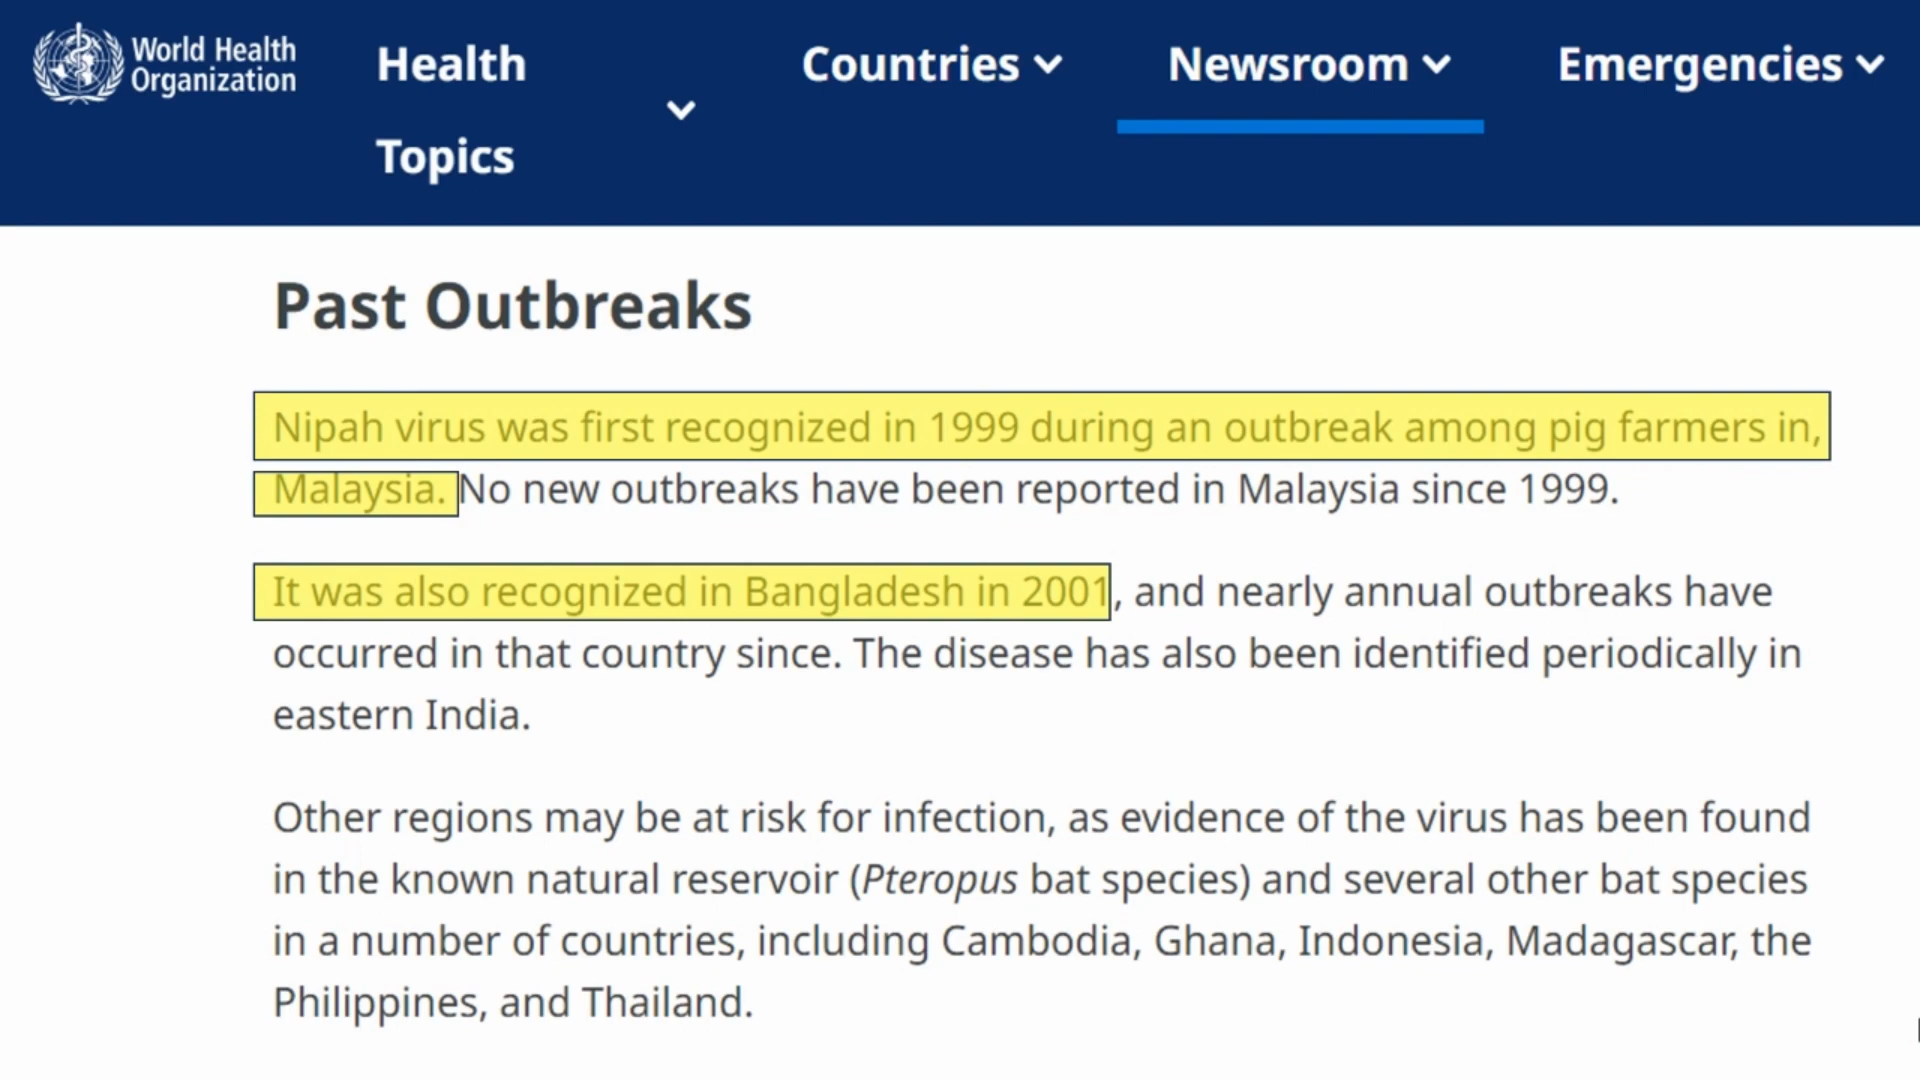 World Health
Organization
Health
Topics
Countries
Newsroom
Emergencies
Past Outbreaks
Nipah virus was first recognized in 1999 during an outbreak among pig farmers in,
Malaysia. No new outbreaks have been reported in Malaysia since 1999.
It was also recognized in Bangladesh in 2001, and nearly annual outbreaks have
occurred in that country since. The disease has also been identified periodically in
eastern India.
Other regions may be at risk for infection, as evidence of the virus has been found
in the known natural reservoir (Pteropus bat species) and several other bat species
in a number of countries, including Cambodia, Ghana, Indonesia, Madagascar, the
Philippines, and Thailand.